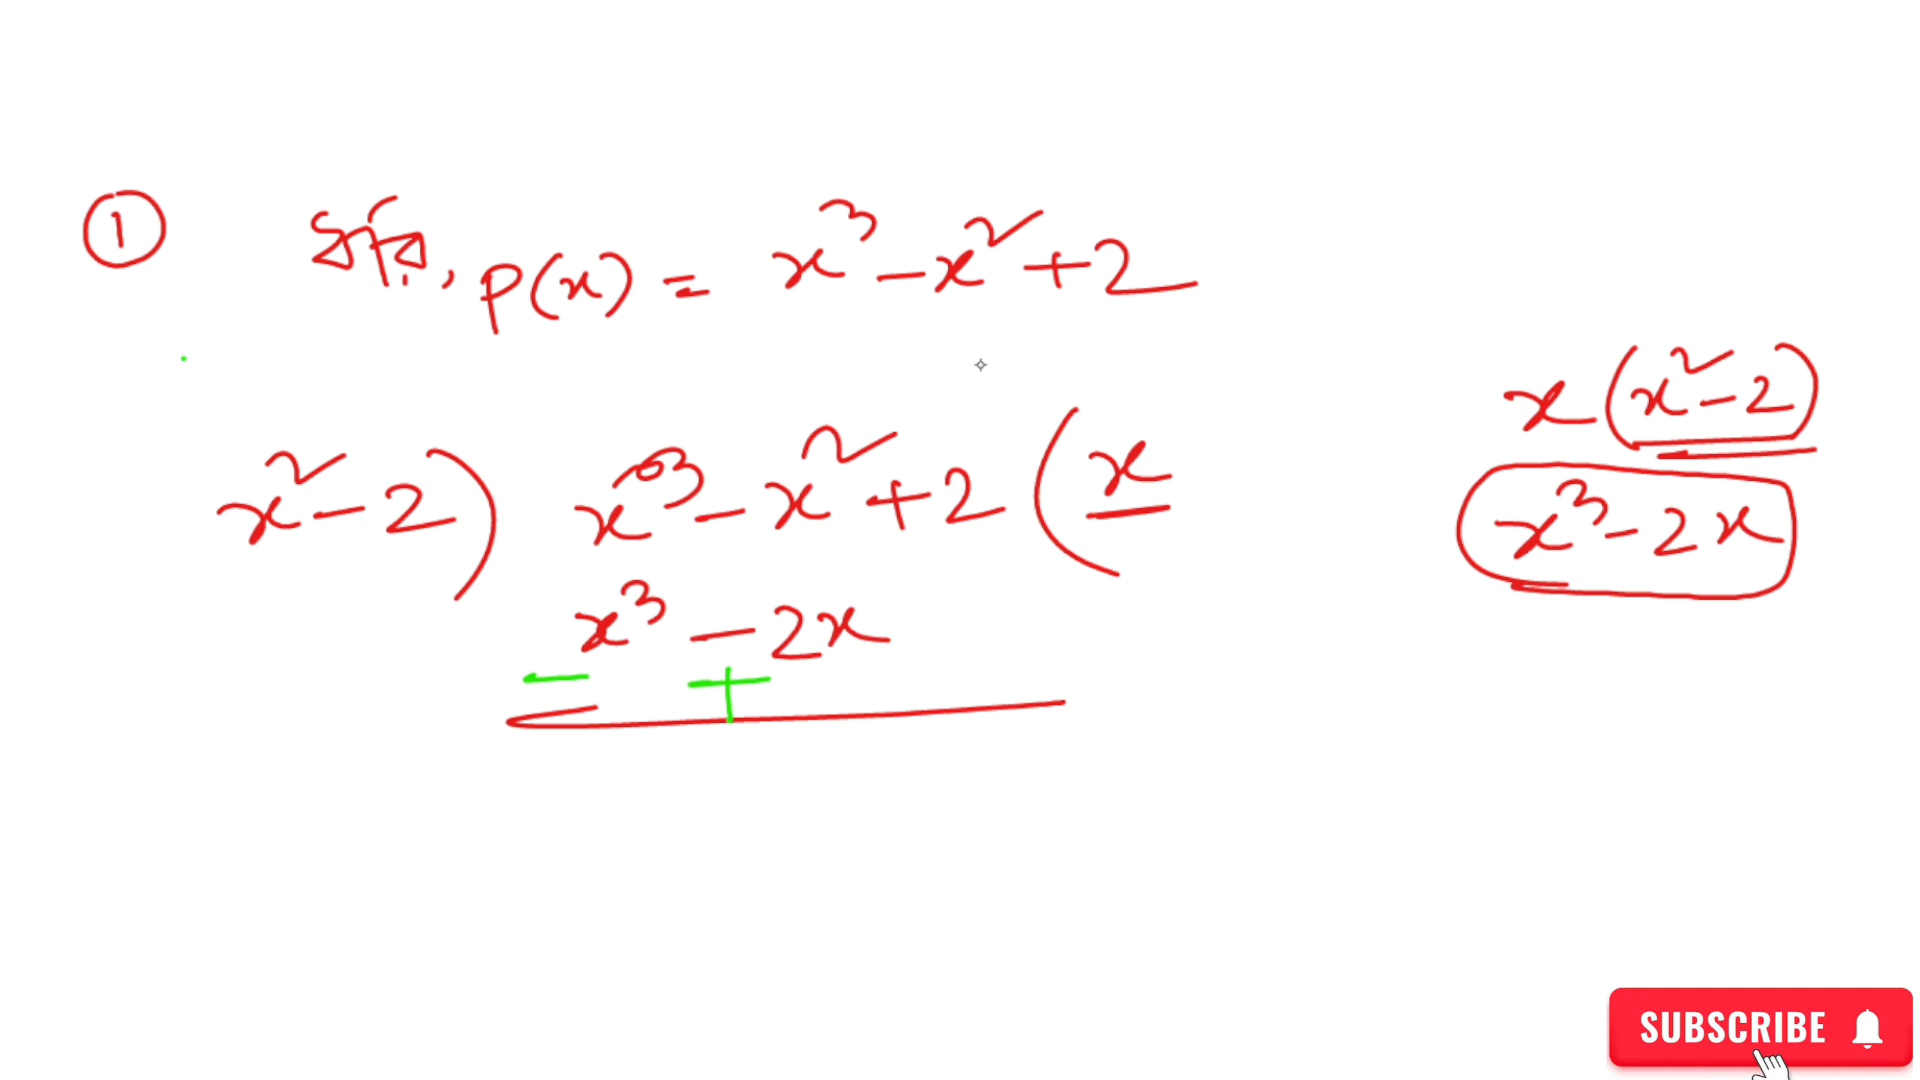 ① ধরি, p(x) = x³ - x² + 2
x² - 2 ) x³ - x² + 2 ( x
x³ - 2x
- +
x(x² - 2)
x³ - 2x
SUBSCRIBE